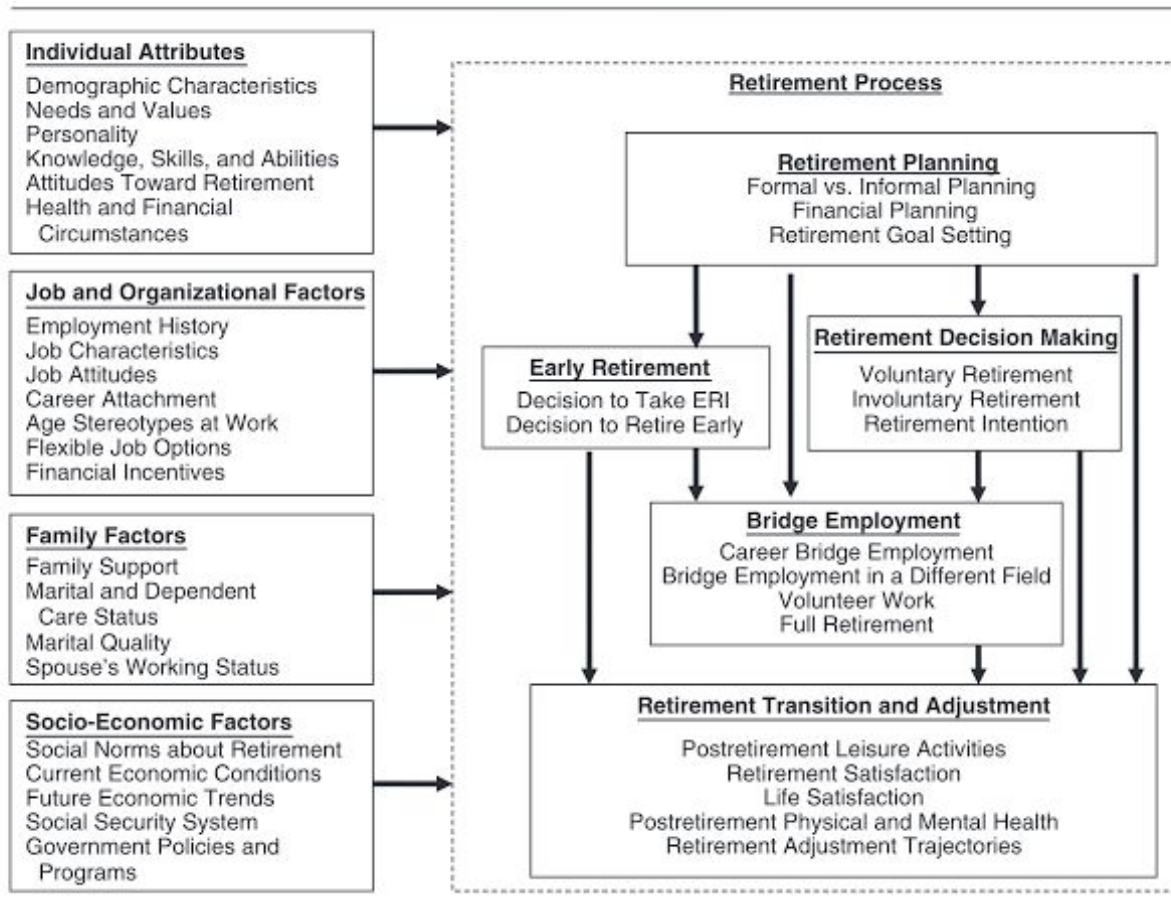 Individual Attributes
Demographic Characteristics
Needs and Values
Personality
Knowledge, Skills, and Abilities
Attitudes Toward Retirement
Health and Financial
Circumstances
Job and Organizational Factors
Employment History
Job Characteristics
Job Attitudes
Career Attachment
Age Stereotypes at Work
Flexible Job Options
Financial Incentives
Family Factors
Family Support
Marital and Dependent
Care Status
Marital Quality
Spouse's Working Status
Socio-Economic Factors
Social Norms about Retirement
Current Economic Conditions
Future Economic Trends
Social Security System
Government Policies and
Programs
Retirement Process
Retirement Planning
Formal vs. Informal Planning
Financial Planning
Retirement Goal Setting
Early Retirement
Decision to Take ERI
Decision to Retire Early
Retirement Decision Making
Voluntary Retirement
Involuntary Retirement
Retirement Intention
Bridge Employment
Career Bridge Employment
Bridge Employment in a Different Field
Volunteer Work
Full Retirement
Retirement Transition and Adjustment
Postretirement Leisure Activities
Retirement Satisfaction
Life Satisfaction
Postretirement Physical and Mental Health
Retirement Adjustment Trajectories